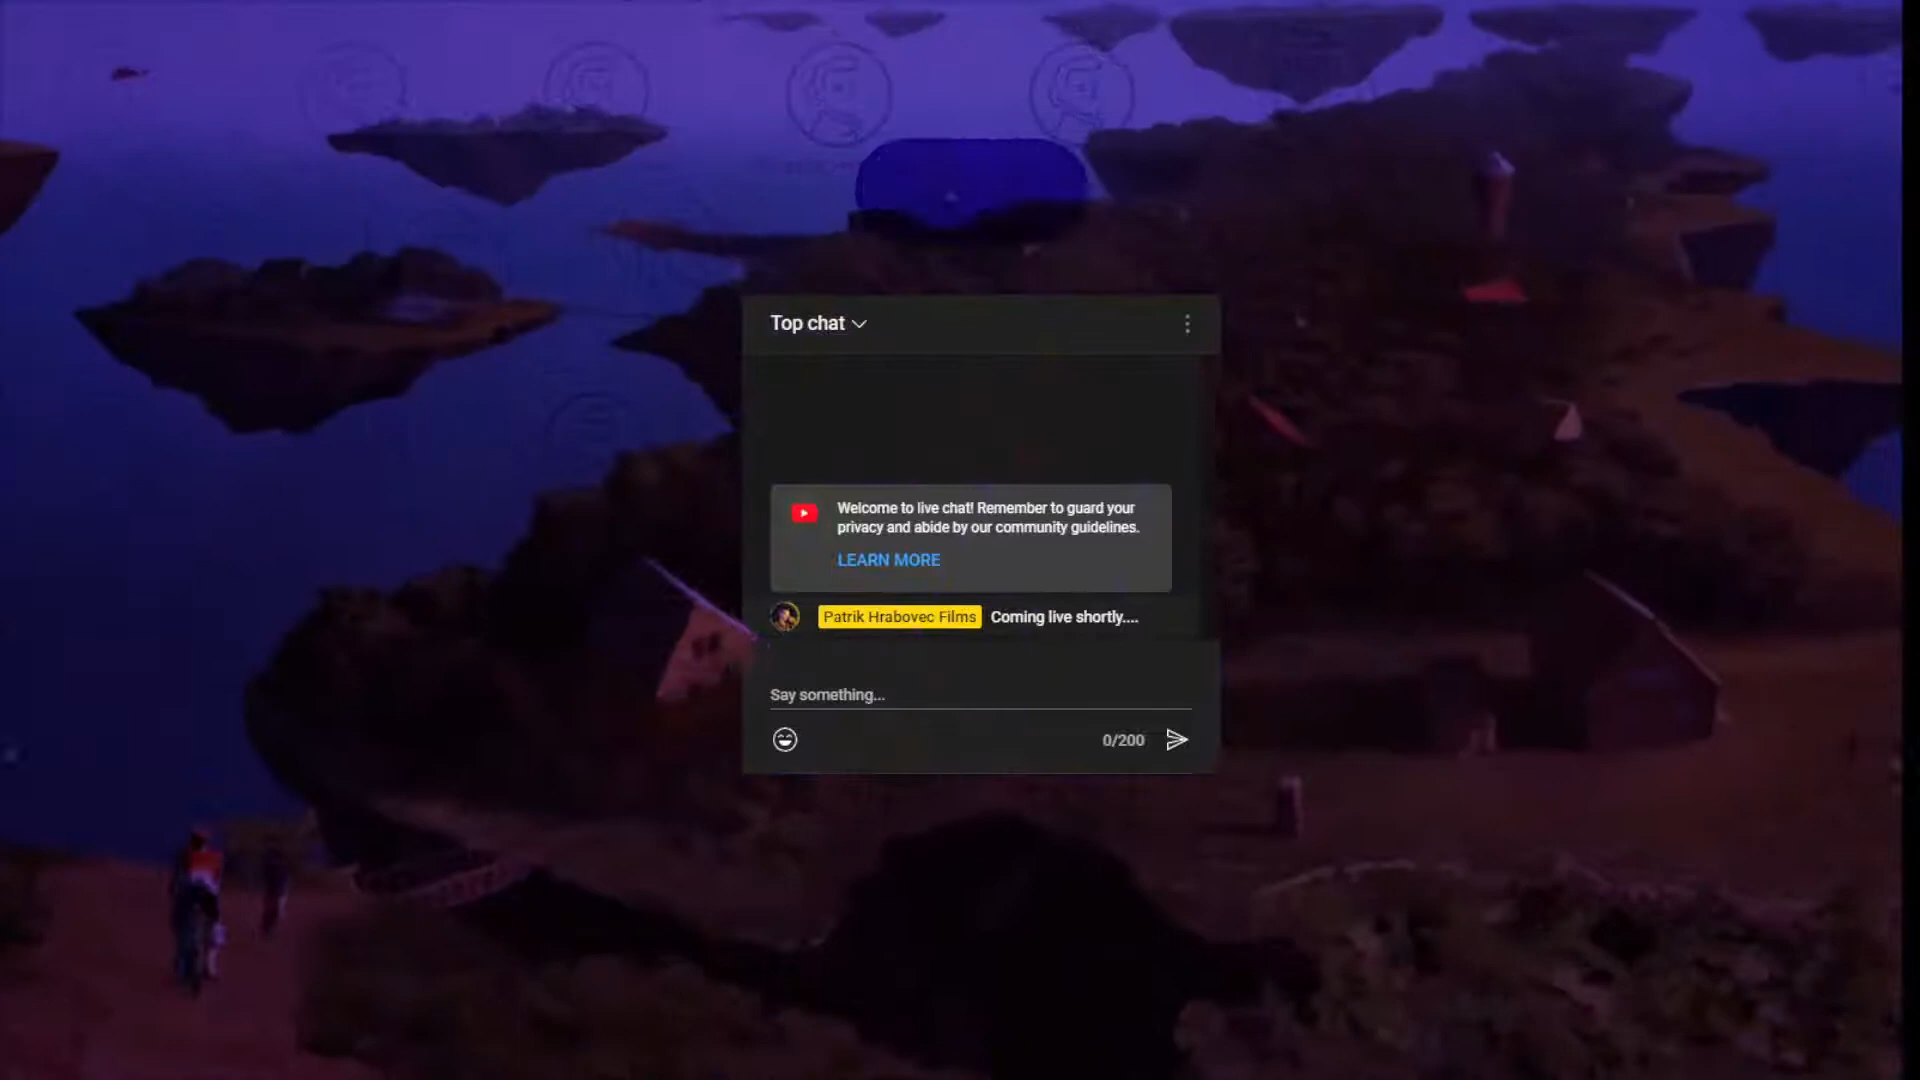 Top chat
Welcome to live chat! Remember to guard your
privacy and abide by our community guidelines.
LEARN MORE
Patrik Hrabovec Films Coming live shortly....
Say something...
0/200